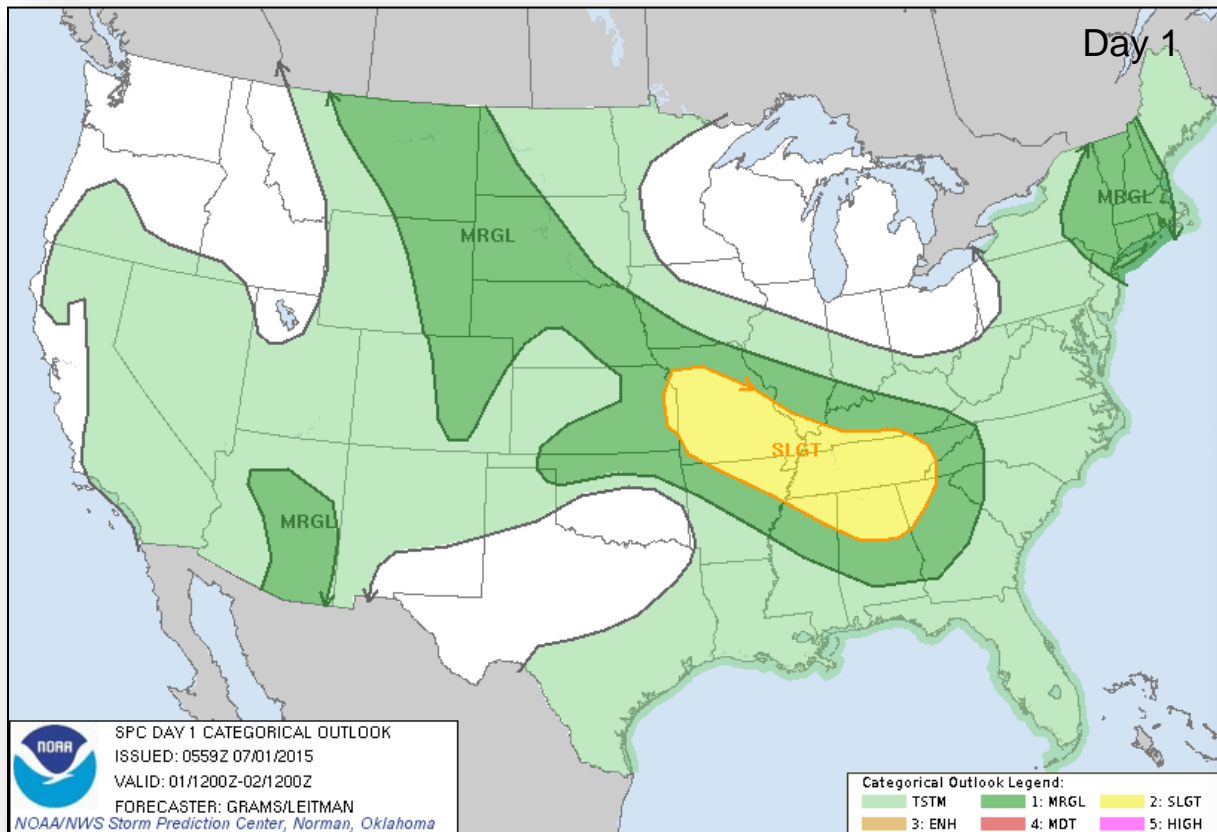 Day 1
MRGL
MRGL
SLGT
MRGL
NOAA
SPC DAY 1 CATEGORICAL OUTLOOK
ISSUED: 0559Z 07/01/2015
VALID: 01/1200Z-02/1200Z
FORECASTER: GRAMS/LEITMAN
NOAA/NWS Storm Prediction Center, Norman, Oklahoma
Categorical Outlook Legend:
TSTM 1: MRGL 2: SLGT
3: ENH 4: MDT 5: HIGH